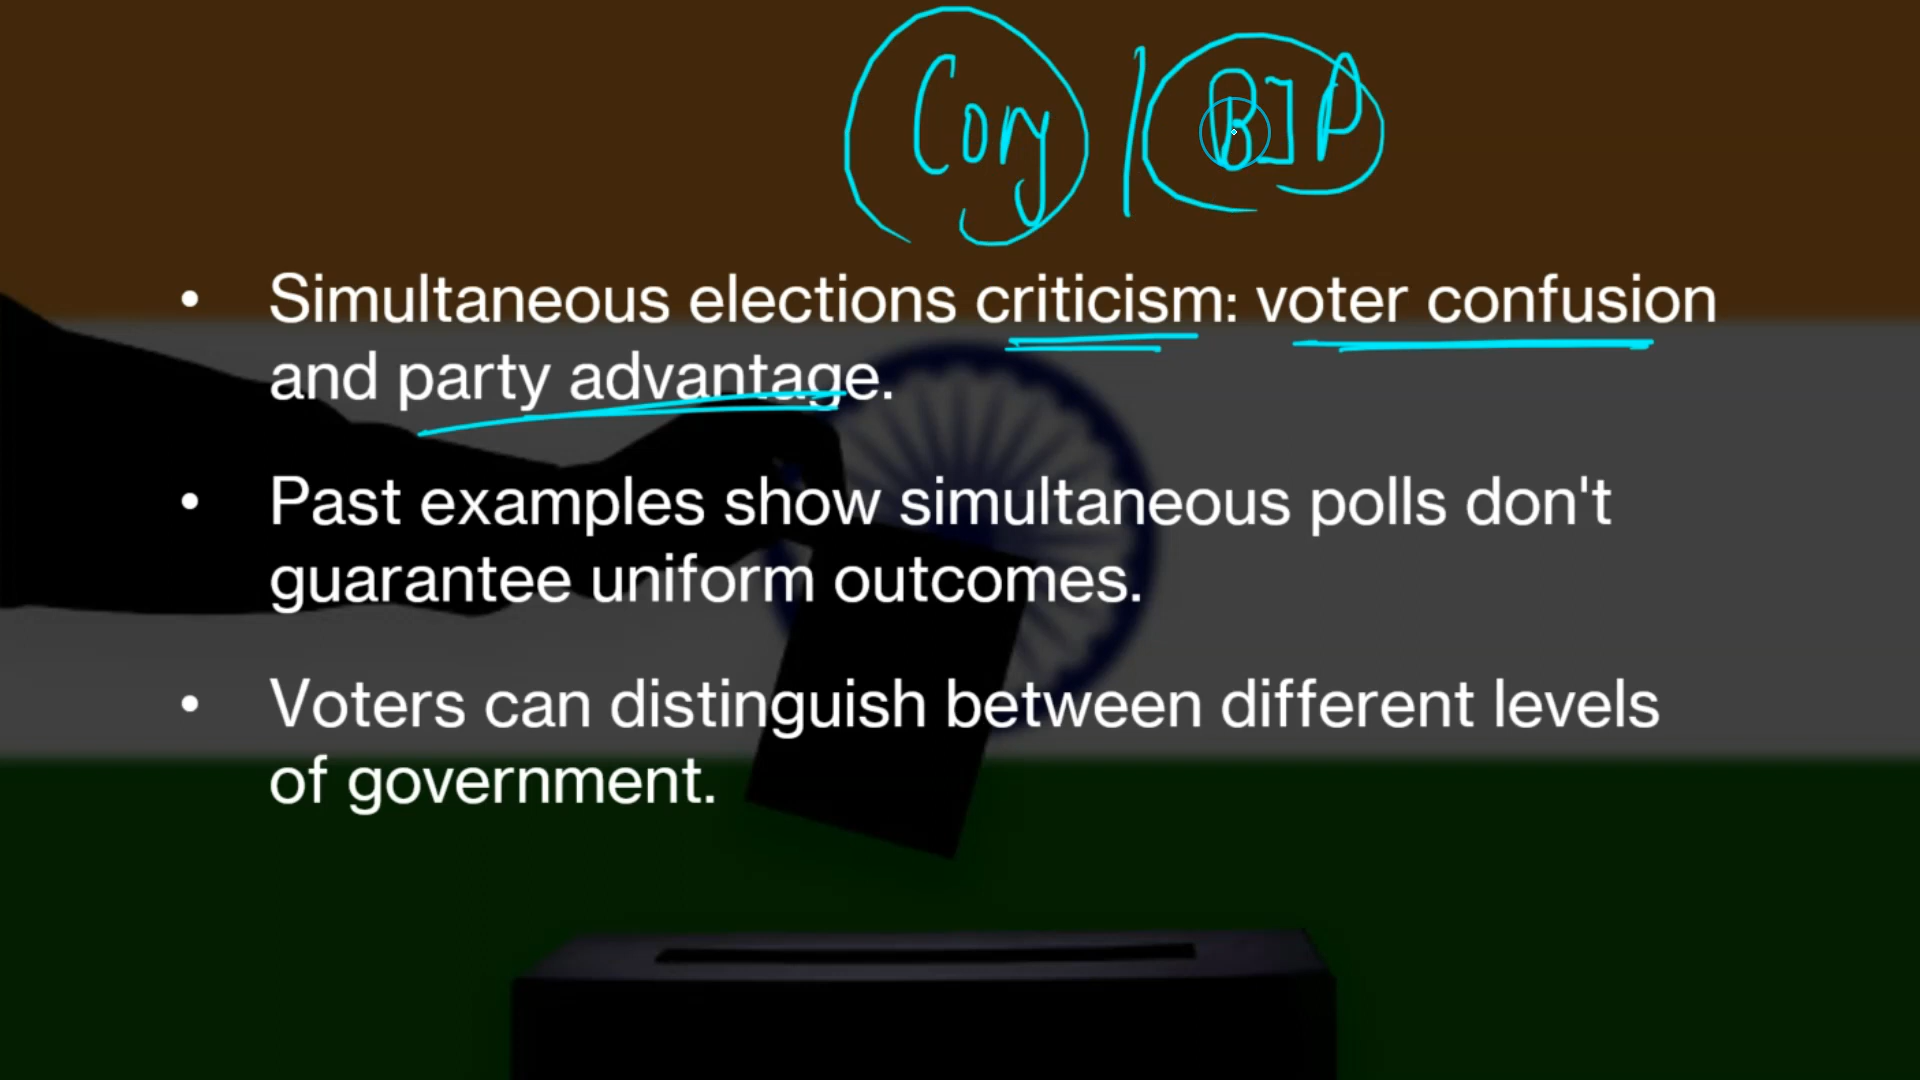 Cong / BJP
• Simultaneous elections criticism: voter confusion
and party advantage.
• Past examples show simultaneous polls don't
guarantee uniform outcomes.
• Voters can distinguish between different levels
of government.